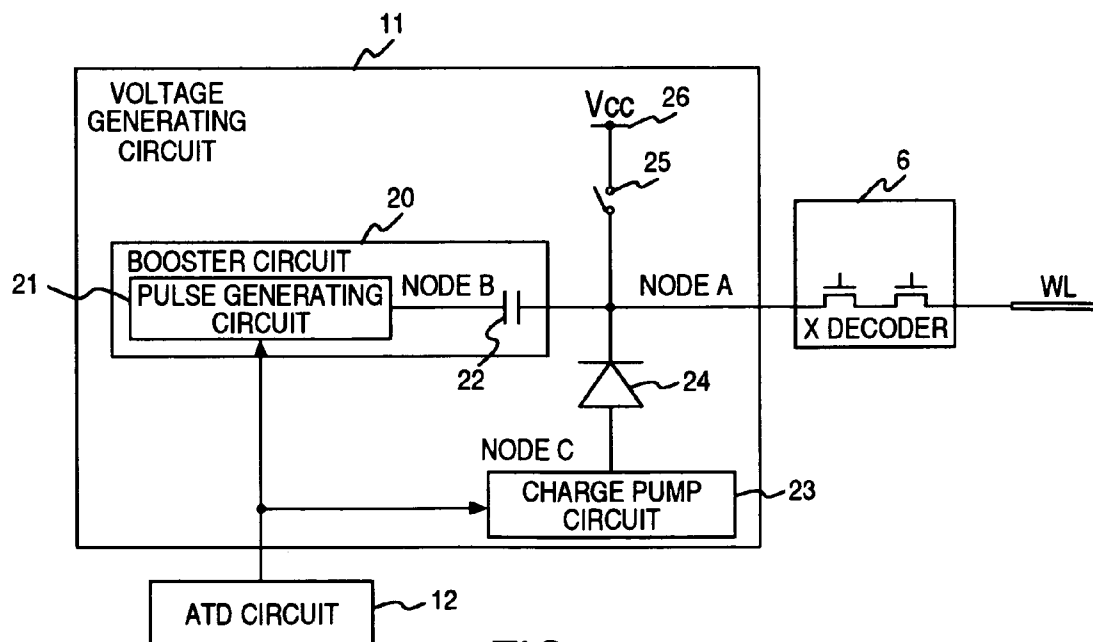 11
VOLTAGE
GENERATING
CIRCUIT
Vcc
26
25
6
20
BOOSTER CIRCUIT
21
PULSE GENERATING
CIRCUIT
NODE B
NODE A
X DECODER
WL
22
24
NODE C
CHARGE PUMP
CIRCUIT
23
ATD CIRCUIT
12